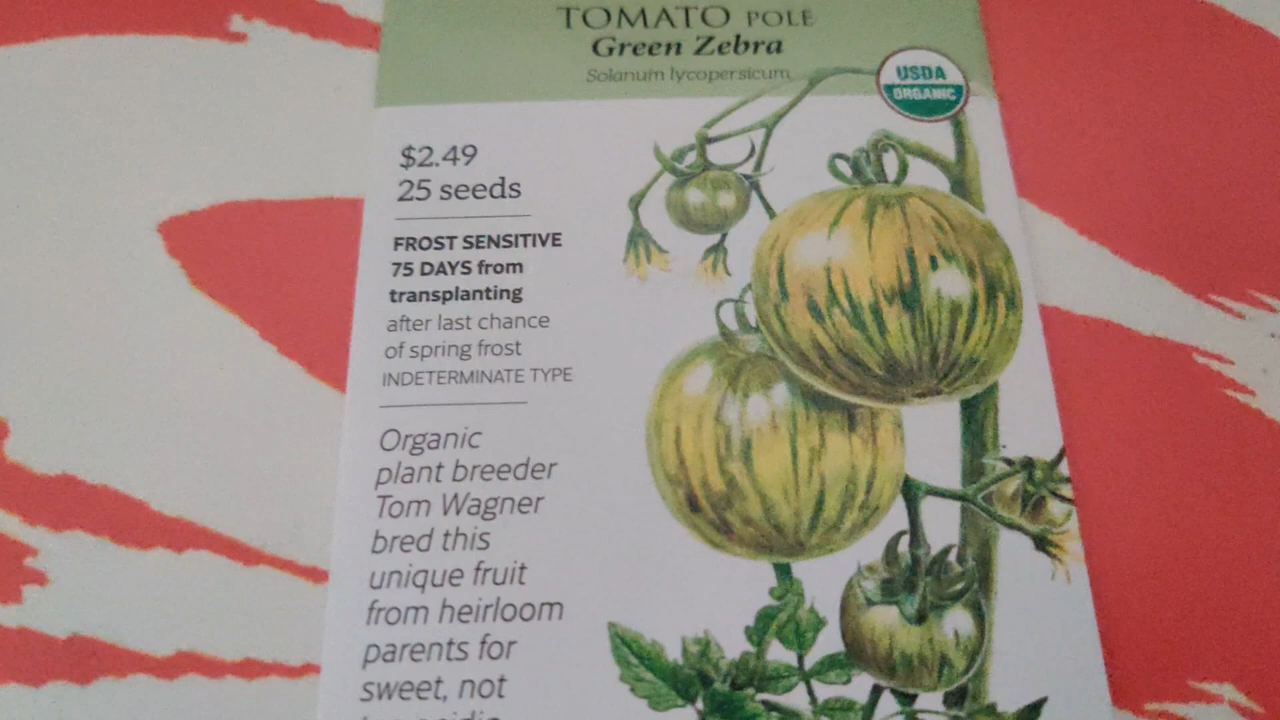 TOMATO POLE
Green Zebra
Solanum lycopersicum
USDA
ORGANIC
$2.49
25 seeds
FROST SENSITIVE
75 DAYS from
transplanting
after last chance
of spring frost
INDETERMINATE TYPE
Organic
plant breeder
Tom Wagner
bred this
unique fruit
from heirloom
parents for
sweet, not